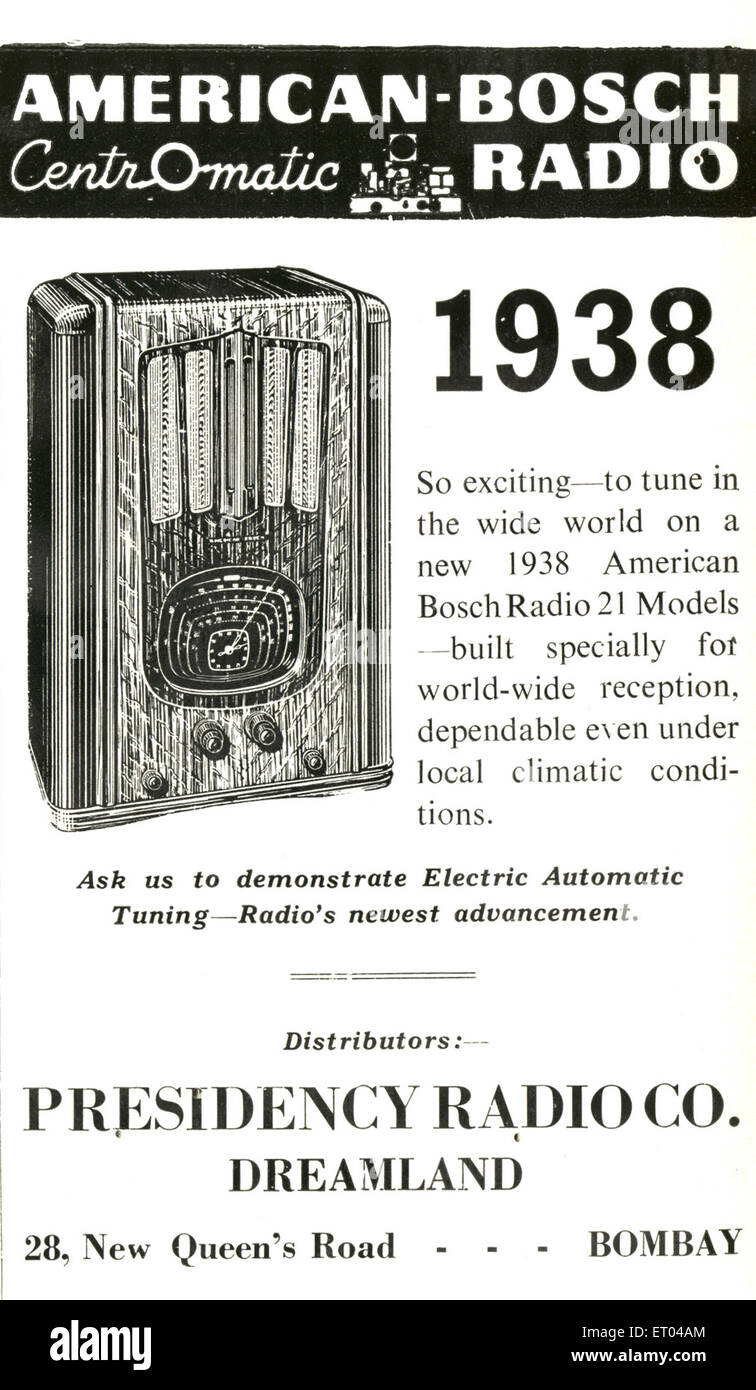 AMERICAN-BOSCH
CentrOmatic RADIO
1938
So exciting—to tune in
the wide world on a
new 1938 American
Bosch Radio 21 Models
—built specially for
world-wide reception,
dependable even under
local climatic condi-
tions.
Ask us to demonstrate Electric Automatic
Tuning—Radio's newest advancement.
Distributors:—
PRESIDENCY RADIO CO.
DREAMLAND
28, New Queen's Road - - - BOMBAY
alamy
Image ID: ET04AM
www.alamy.com